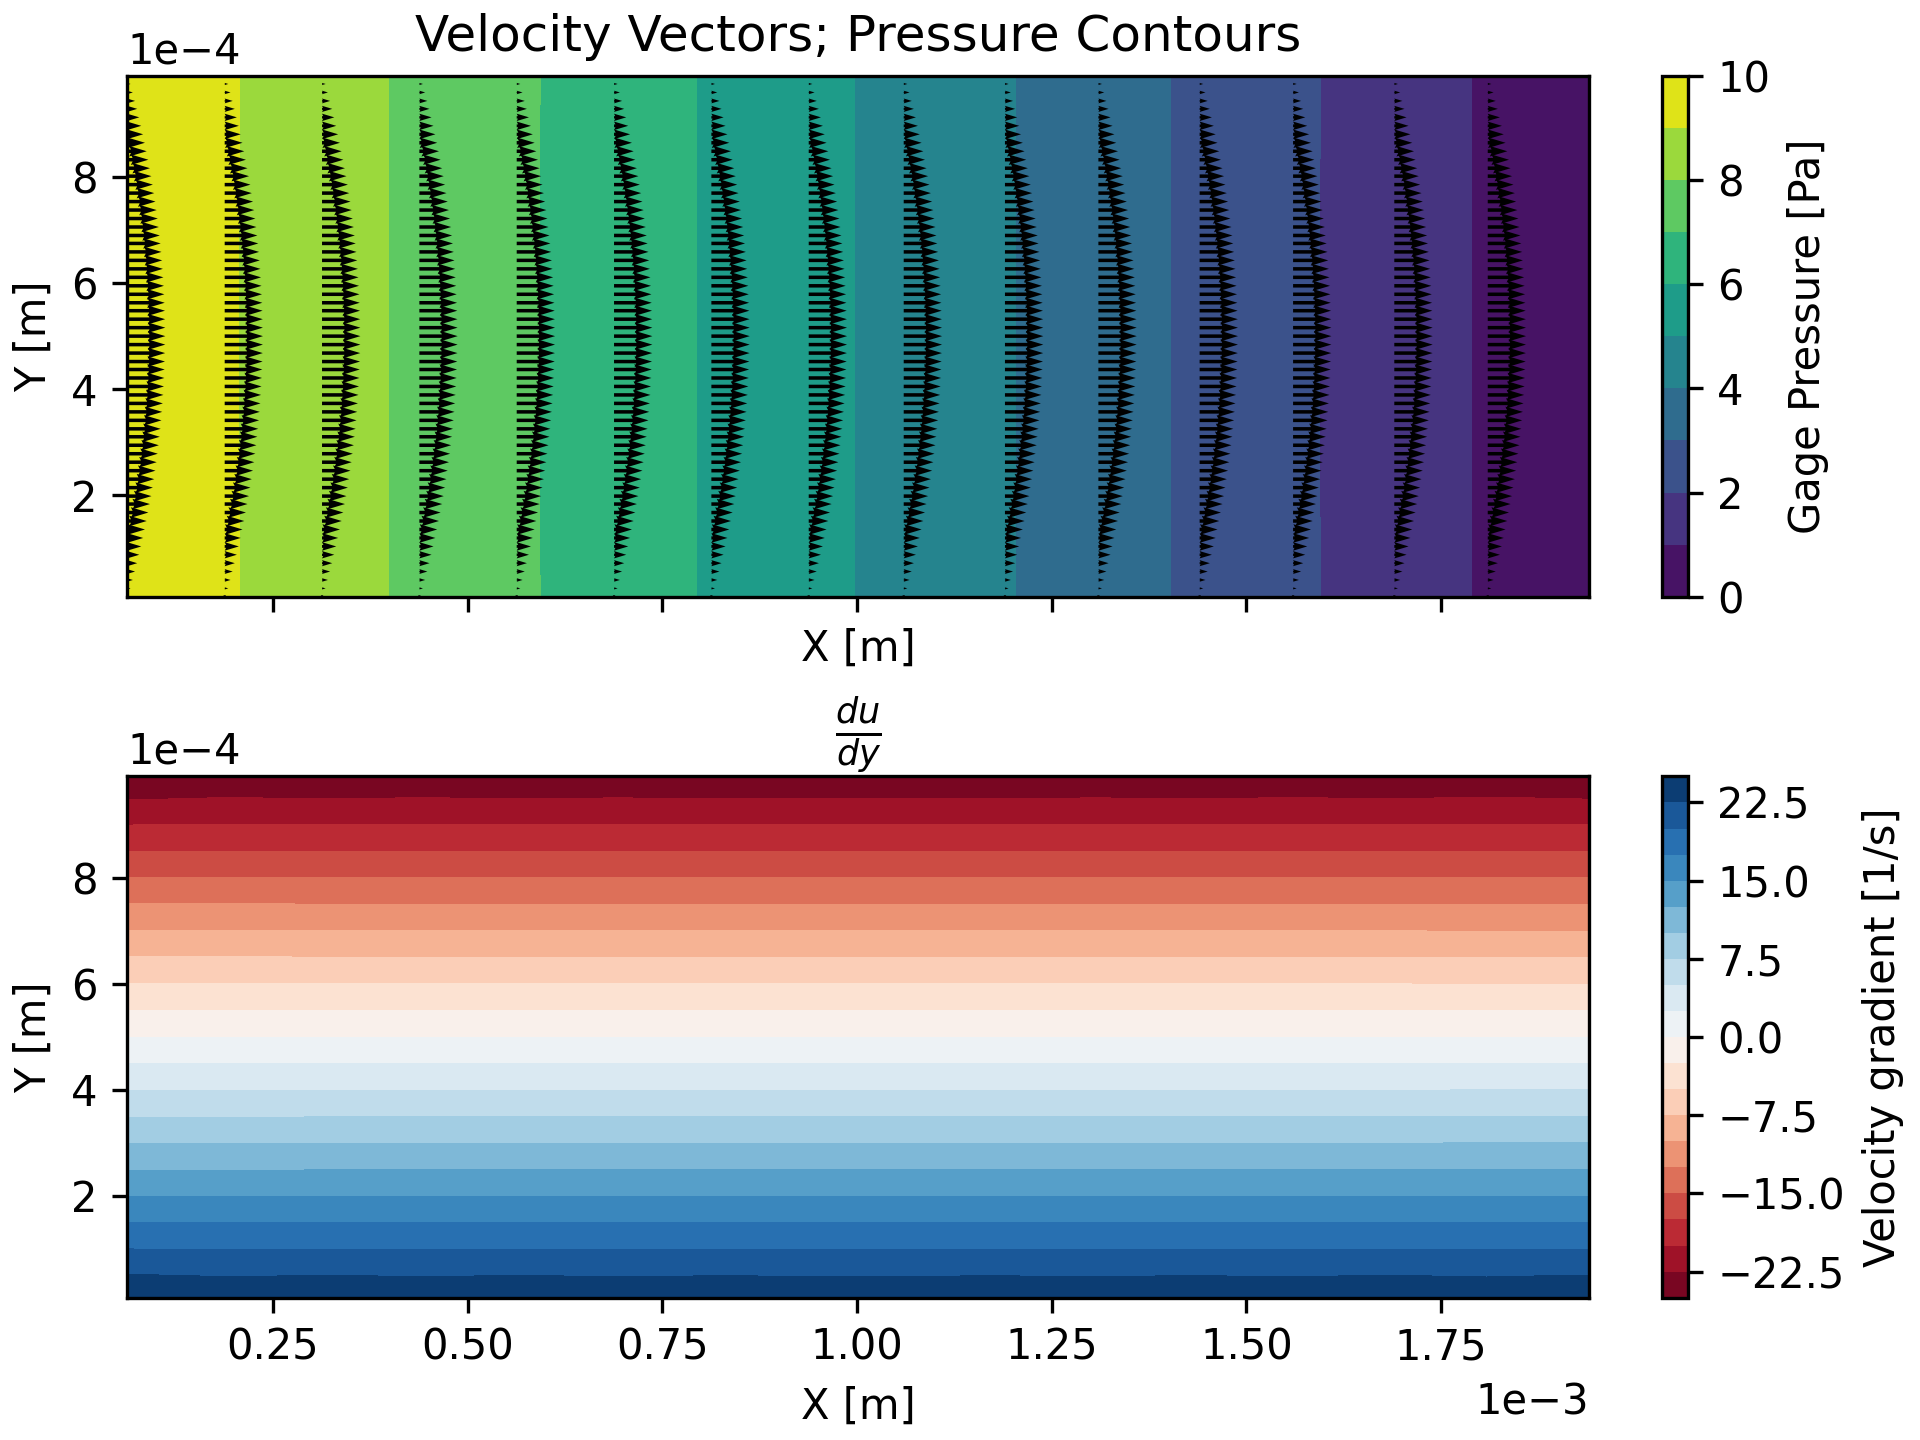 Velocity Vectors; Pressure Contours
1e−4
8
6
4
2
Y [m]
X [m]
10
8
6
4
2
0
Gage Pressure [Pa]
du
dy
1e−4
8
6
4
2
Y [m]
0.25 0.50 0.75 1.00 1.25 1.50 1.75
X [m]
1e−3
22.5
15.0
7.5
0.0
−7.5
−15.0
−22.5
Velocity gradient [1/s]